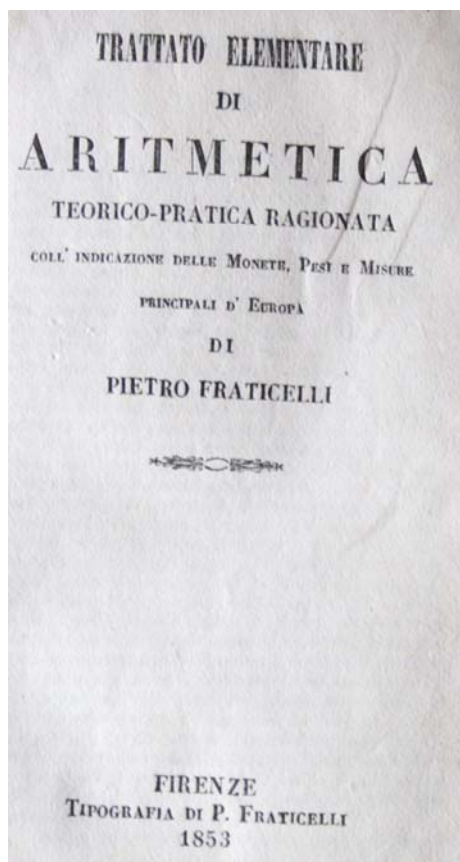 TRATTATO ELEMENTARE
DI
ARITMETICA
TEORICO-PRATICA RAGIONATA
COLL' INDICAZIONE DELLE MONETE, PESI E MISURE
PRINCIPALI D' EUROPA
DI
PIETRO FRATICELLI
FIRENZE
TIPOGRAFIA DI P. FRATICELLI
1853